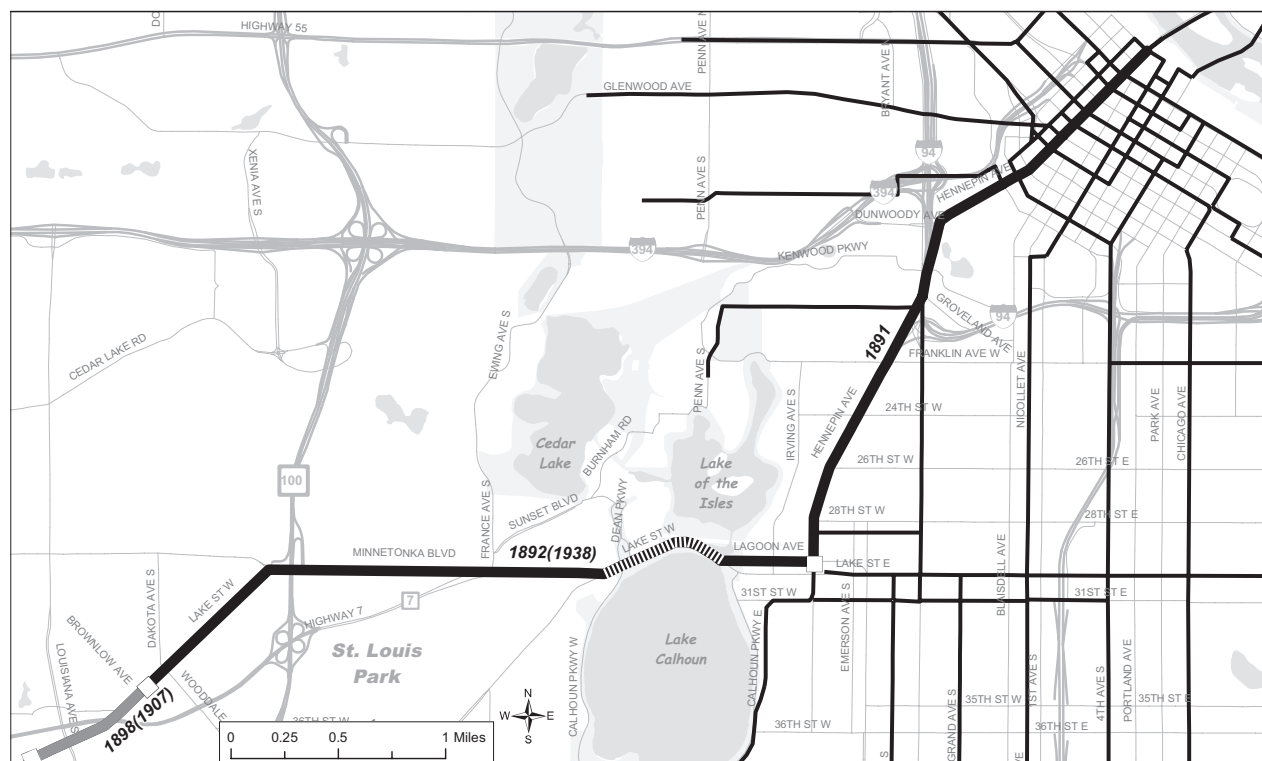 HIGHWAY 55
DO
PENN AVE N
GLENWOOD AVE
BRYANT AVE N
94
XENIA AVE S
PENN AVE S
394
HENNEPIN AVE
DUNWOODY AVE
394
KENWOOD PKWY
GROVELAND AVE
94
CEDAR LAKE RD
EWING AVE S
1891
FRANKLIN AVE W
PENN AVE S
IRVING AVE S
HENNEPIN AVE
24TH ST W
NICOLLET AVE
PARK AVE
CHICAGO AVE
Cedar
Lake
BURNHAM RD
Lake
of the
Isles
26TH ST W
26TH ST E
100
FRANCE AVE S
SUNSET BLVD
DEAN PKWY
28TH ST W
28TH ST E
MINNETONKA BLVD
1892(1938)
LAKE ST W
LAGOON AVE
LAKE ST E
DAKOTA AVE S
LAKE ST W
HIGHWAY 7
7
31ST ST W
31ST ST E
EMERSON AVE S
BLAISDELL AVE
BROWNLOW AVE
LOUISIANA AVE S
WOODDALE
St. Louis
Park
CALHOUN PKWY W
Lake
Calhoun
CALHOUN PKWY E
GRAND AVE S
1ST AVE S
4TH AVE S
PORTLAND AVE
35TH ST W
35TH ST E
1898(1907)
36TH ST W
36TH ST W
36TH ST E
S
VE
N
W E
S
0 0.25 0.5 1 Miles